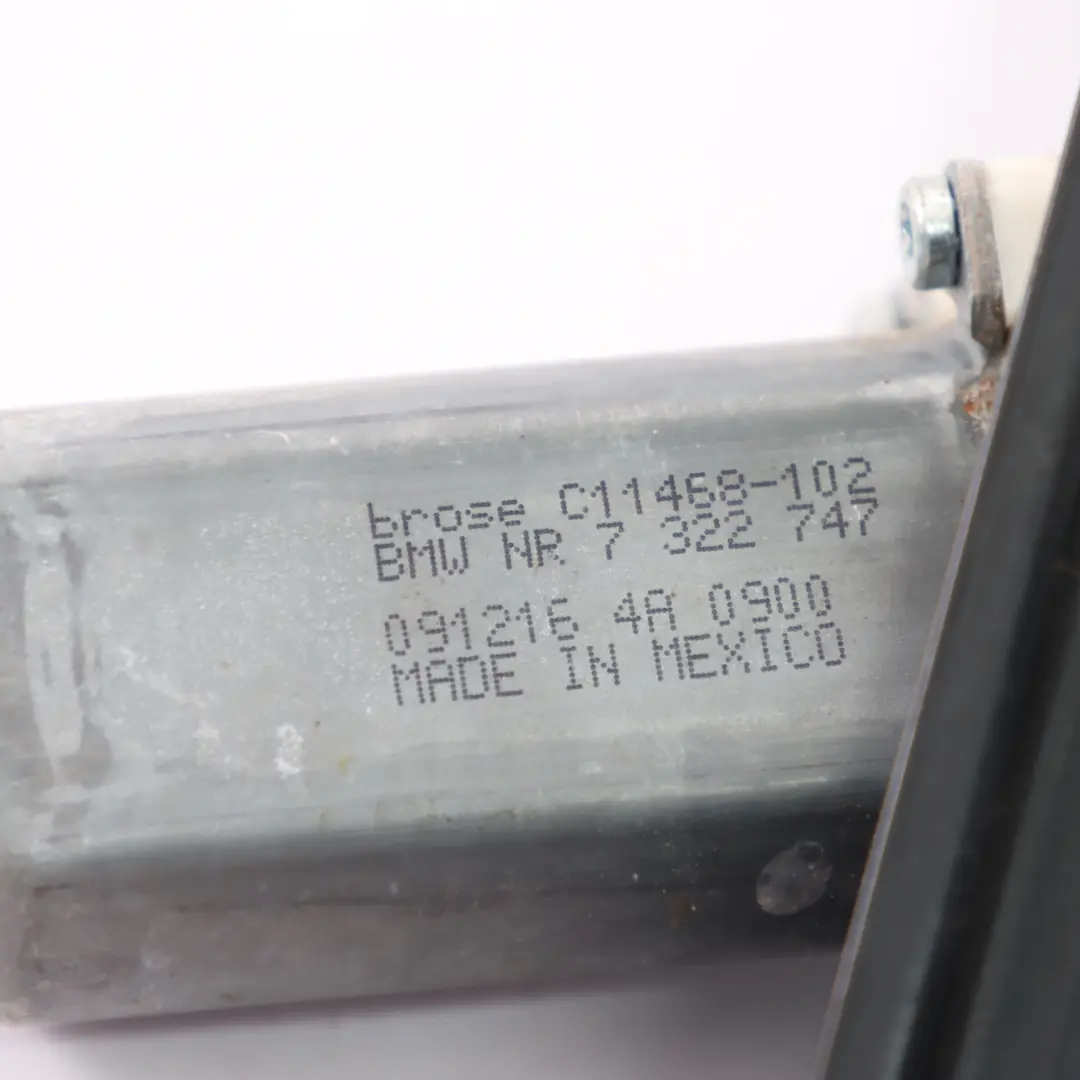 brose C11468-102
BMW NR 7 322 747
091216 4A 0900
MADE IN MEXICO